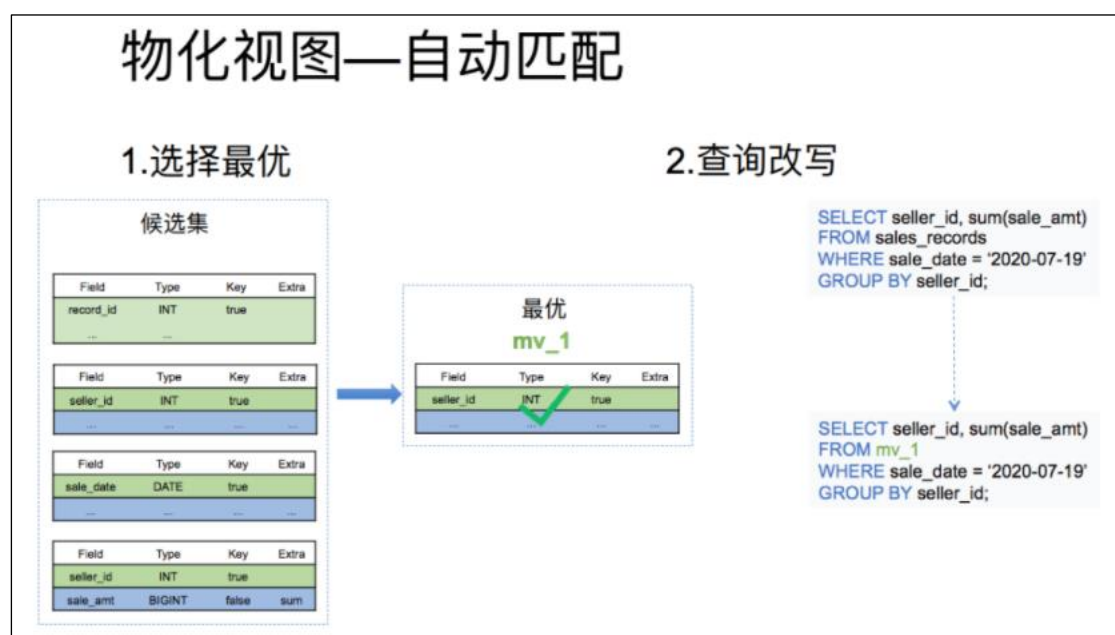 物化视图—自动匹配
1.选择最优
候选集
Field Type Key Extra
record_id INT true
... ...
Field Type Key Extra
seller_id INT true
... ... ... ...
Field Type Key Extra
sale_date DATE true
... ... ... ...
Field Type Key Extra
seller_id INT true
sale_amt BIGINT false sum
最优
mv_1
Field Type Key Extra
seller_id INT true
... ... ... ...
2.查询改写
SELECT seller_id, sum(sale_amt)
FROM sales_records
WHERE sale_date = '2020-07-19'
GROUP BY seller_id;
SELECT seller_id, sum(sale_amt)
FROM mv_1
WHERE sale_date = '2020-07-19'
GROUP BY seller_id;